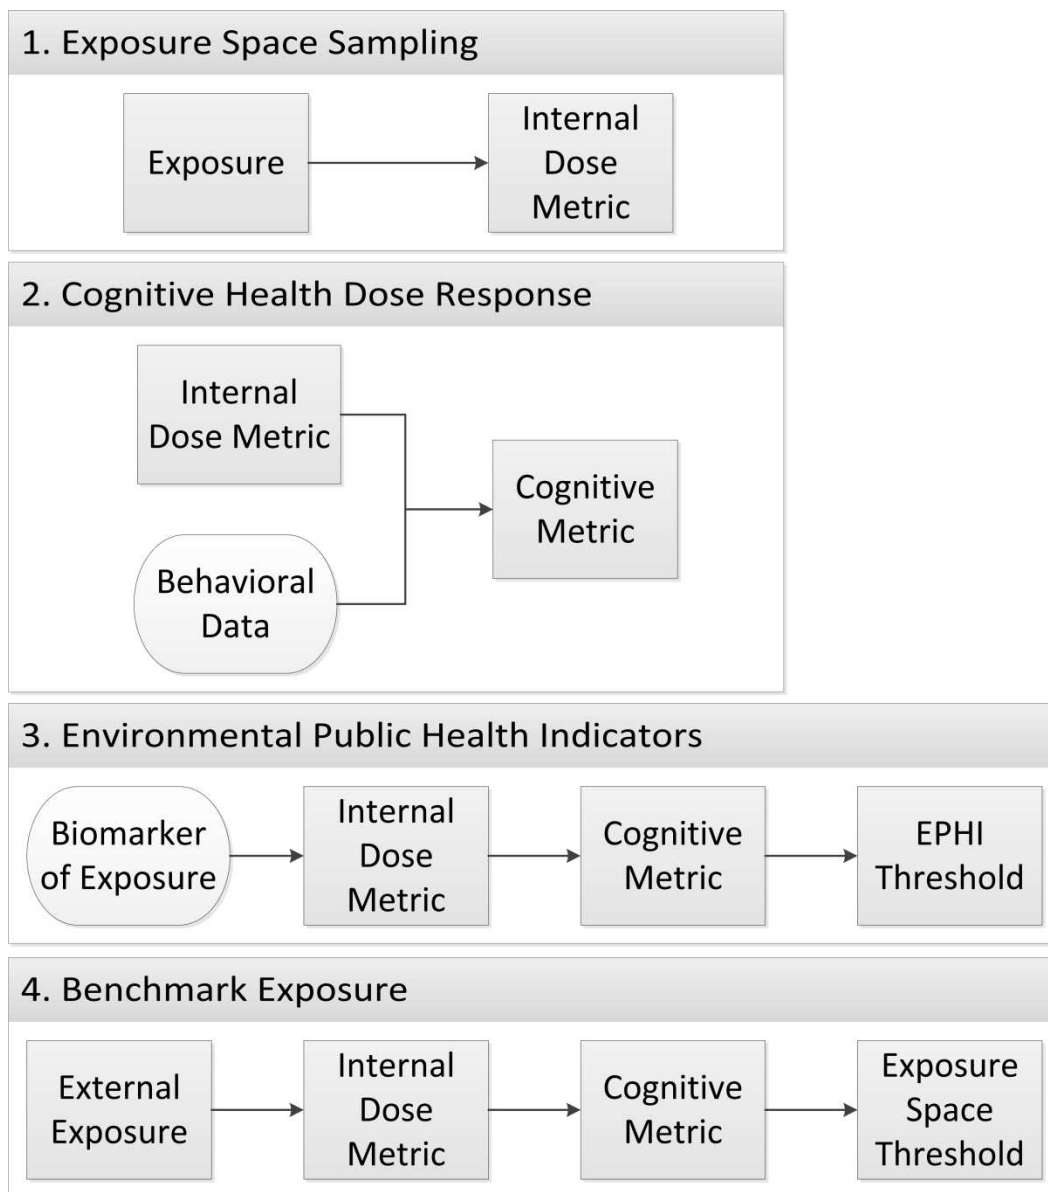 1. Exposure Space Sampling
Exposure
Internal
Dose
Metric
2. Cognitive Health Dose Response
Internal
Dose Metric
Behavioral
Data
Cognitive
Metric
3. Environmental Public Health Indicators
Biomarker
of Exposure
Internal
Dose
Metric
Cognitive
Metric
EPHI
Threshold
4. Benchmark Exposure
External
Exposure
Internal
Dose
Metric
Cognitive
Metric
Exposure
Space
Threshold